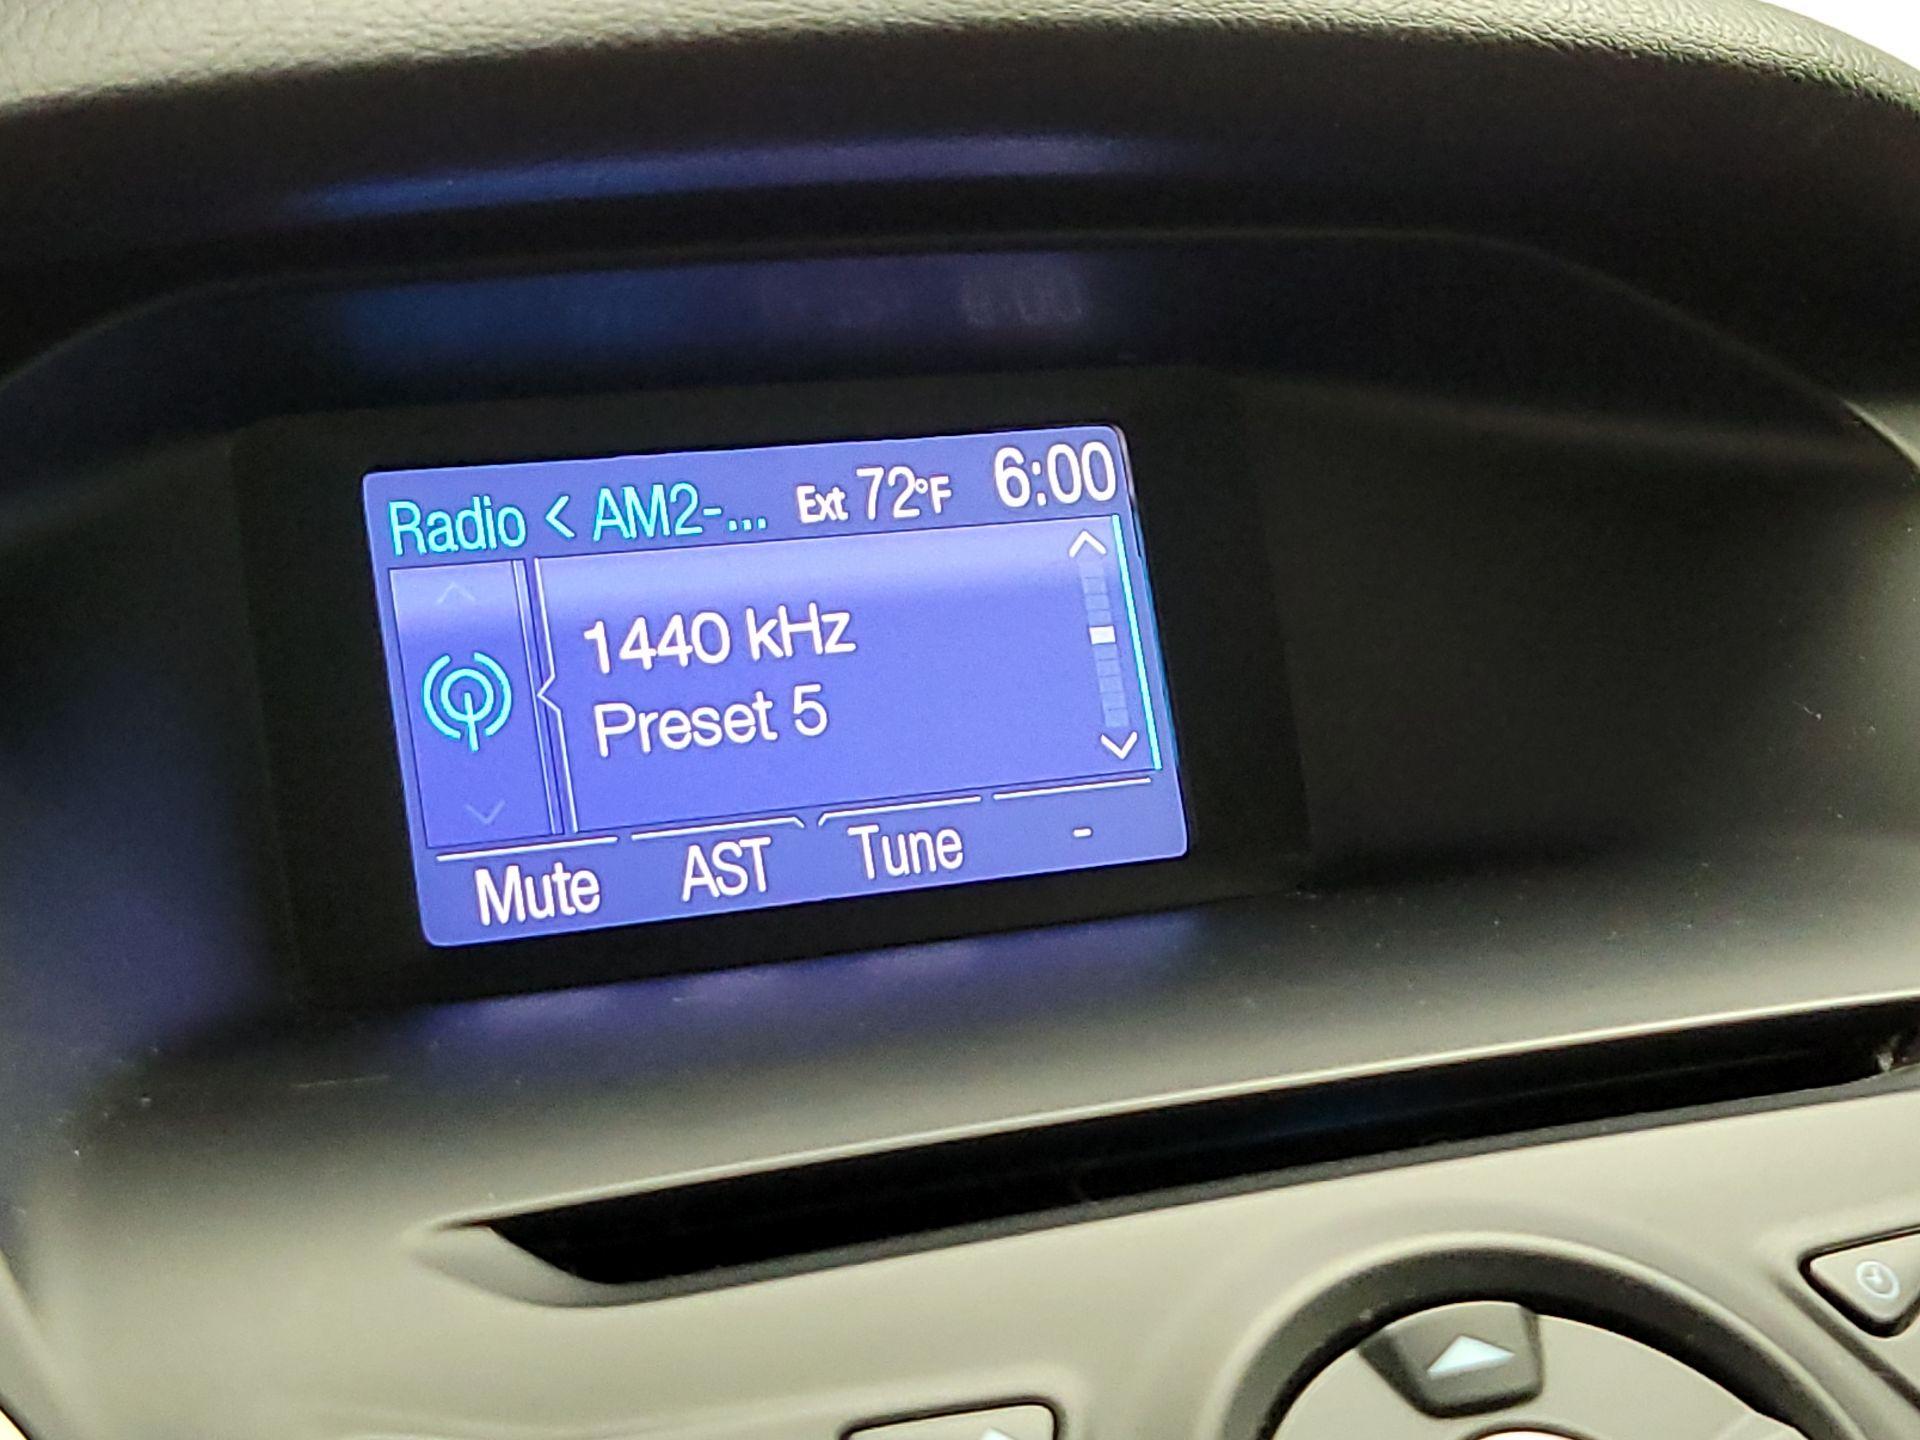 Radio < AM2-... Ext 72°F 6:00
1440 kHz
Preset 5
Mute AST Tune -